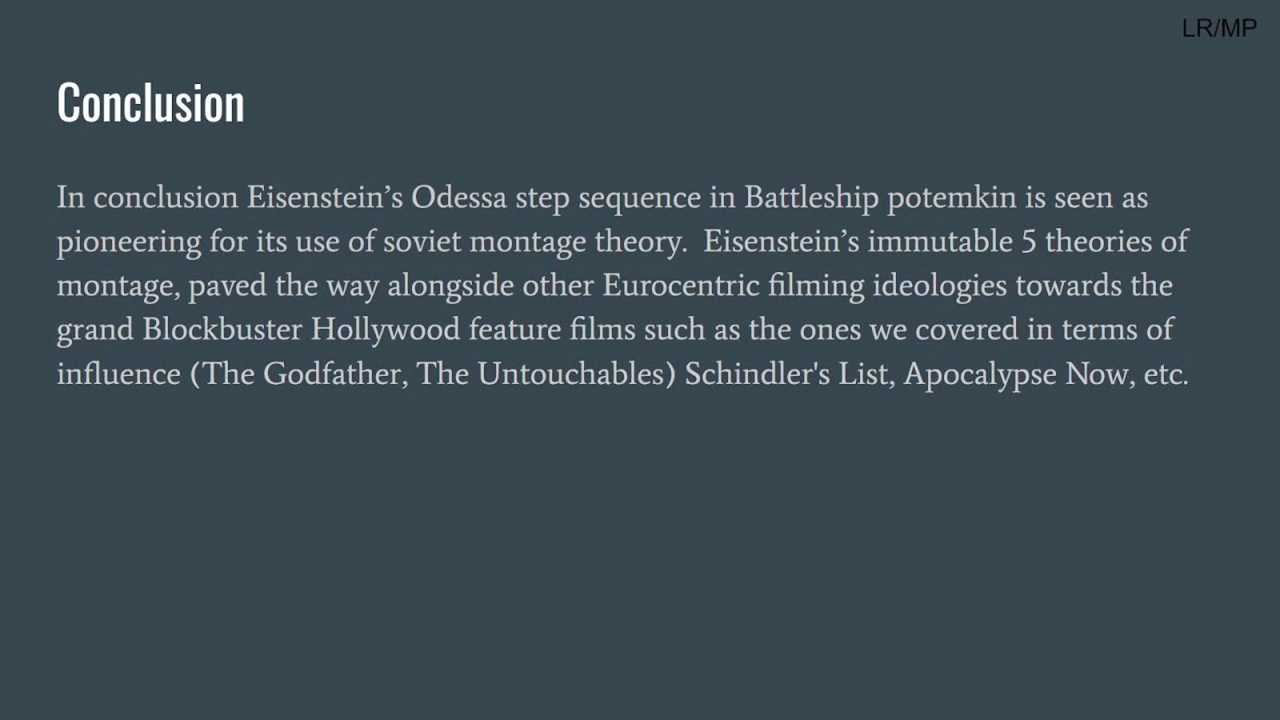 LR/MP
Conclusion
In conclusion Eisenstein’s Odessa step sequence in Battleship potemkin is seen as
pioneering for its use of soviet montage theory.  Eisenstein’s immutable 5 theories of
montage, paved the way alongside other Eurocentric filming ideologies towards the
grand Blockbuster Hollywood feature films such as the ones we covered in terms of
influence (The Godfather, The Untouchables) Schindler's List, Apocalypse Now, etc.